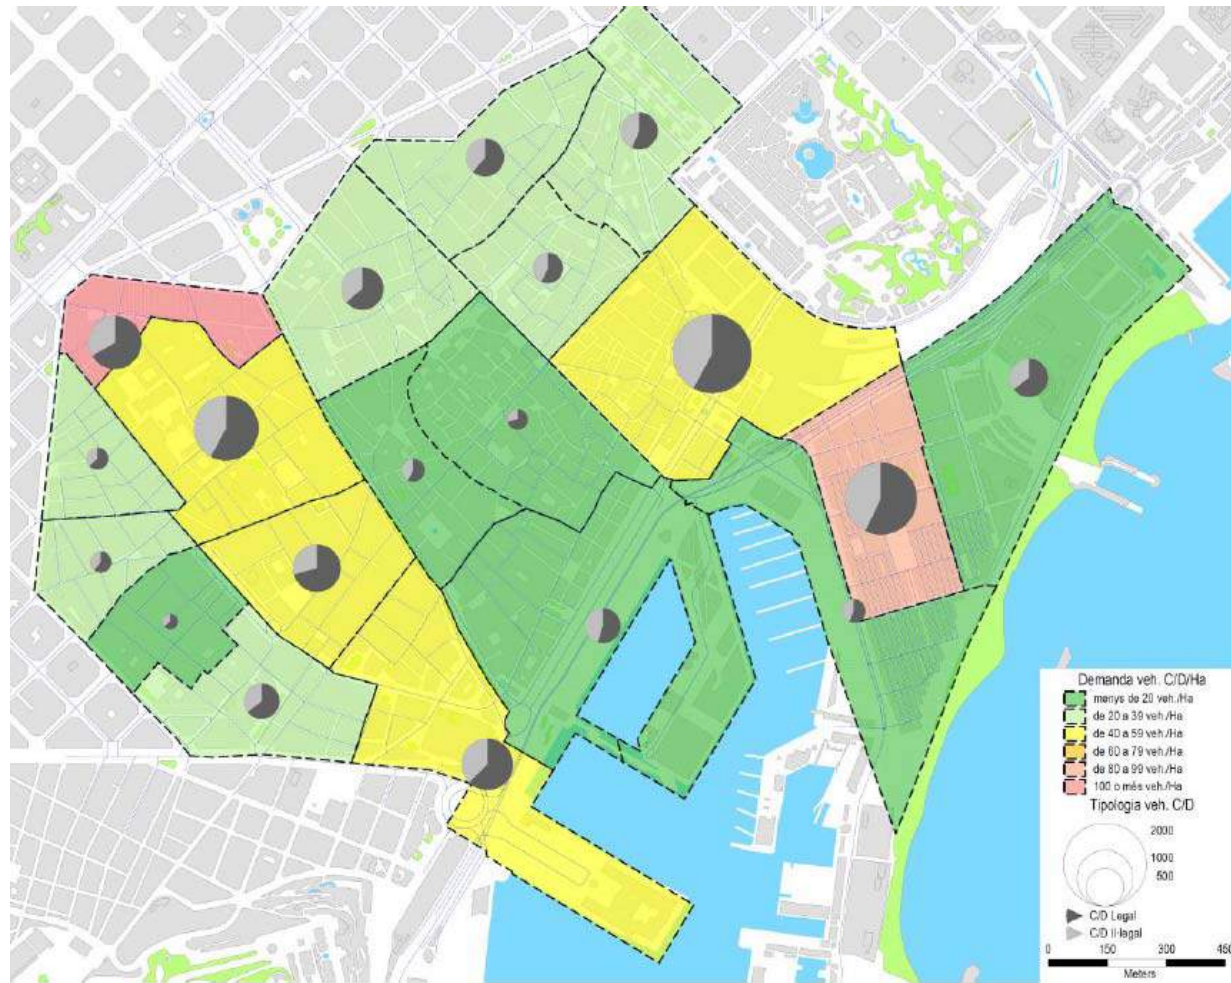 Demanda veh. C/D/Ha
menys de 20 veh./Ha
de 20 a 39 veh./Ha
de 40 a 59 veh./Ha
de 60 a 79 veh./Ha
de 80 a 99 veh./Ha
100 o més veh./Ha
Tipologia veh. C/D
2000
1000
500
C/D Legal
C/D Il·legal
0 150 300 450
Meters